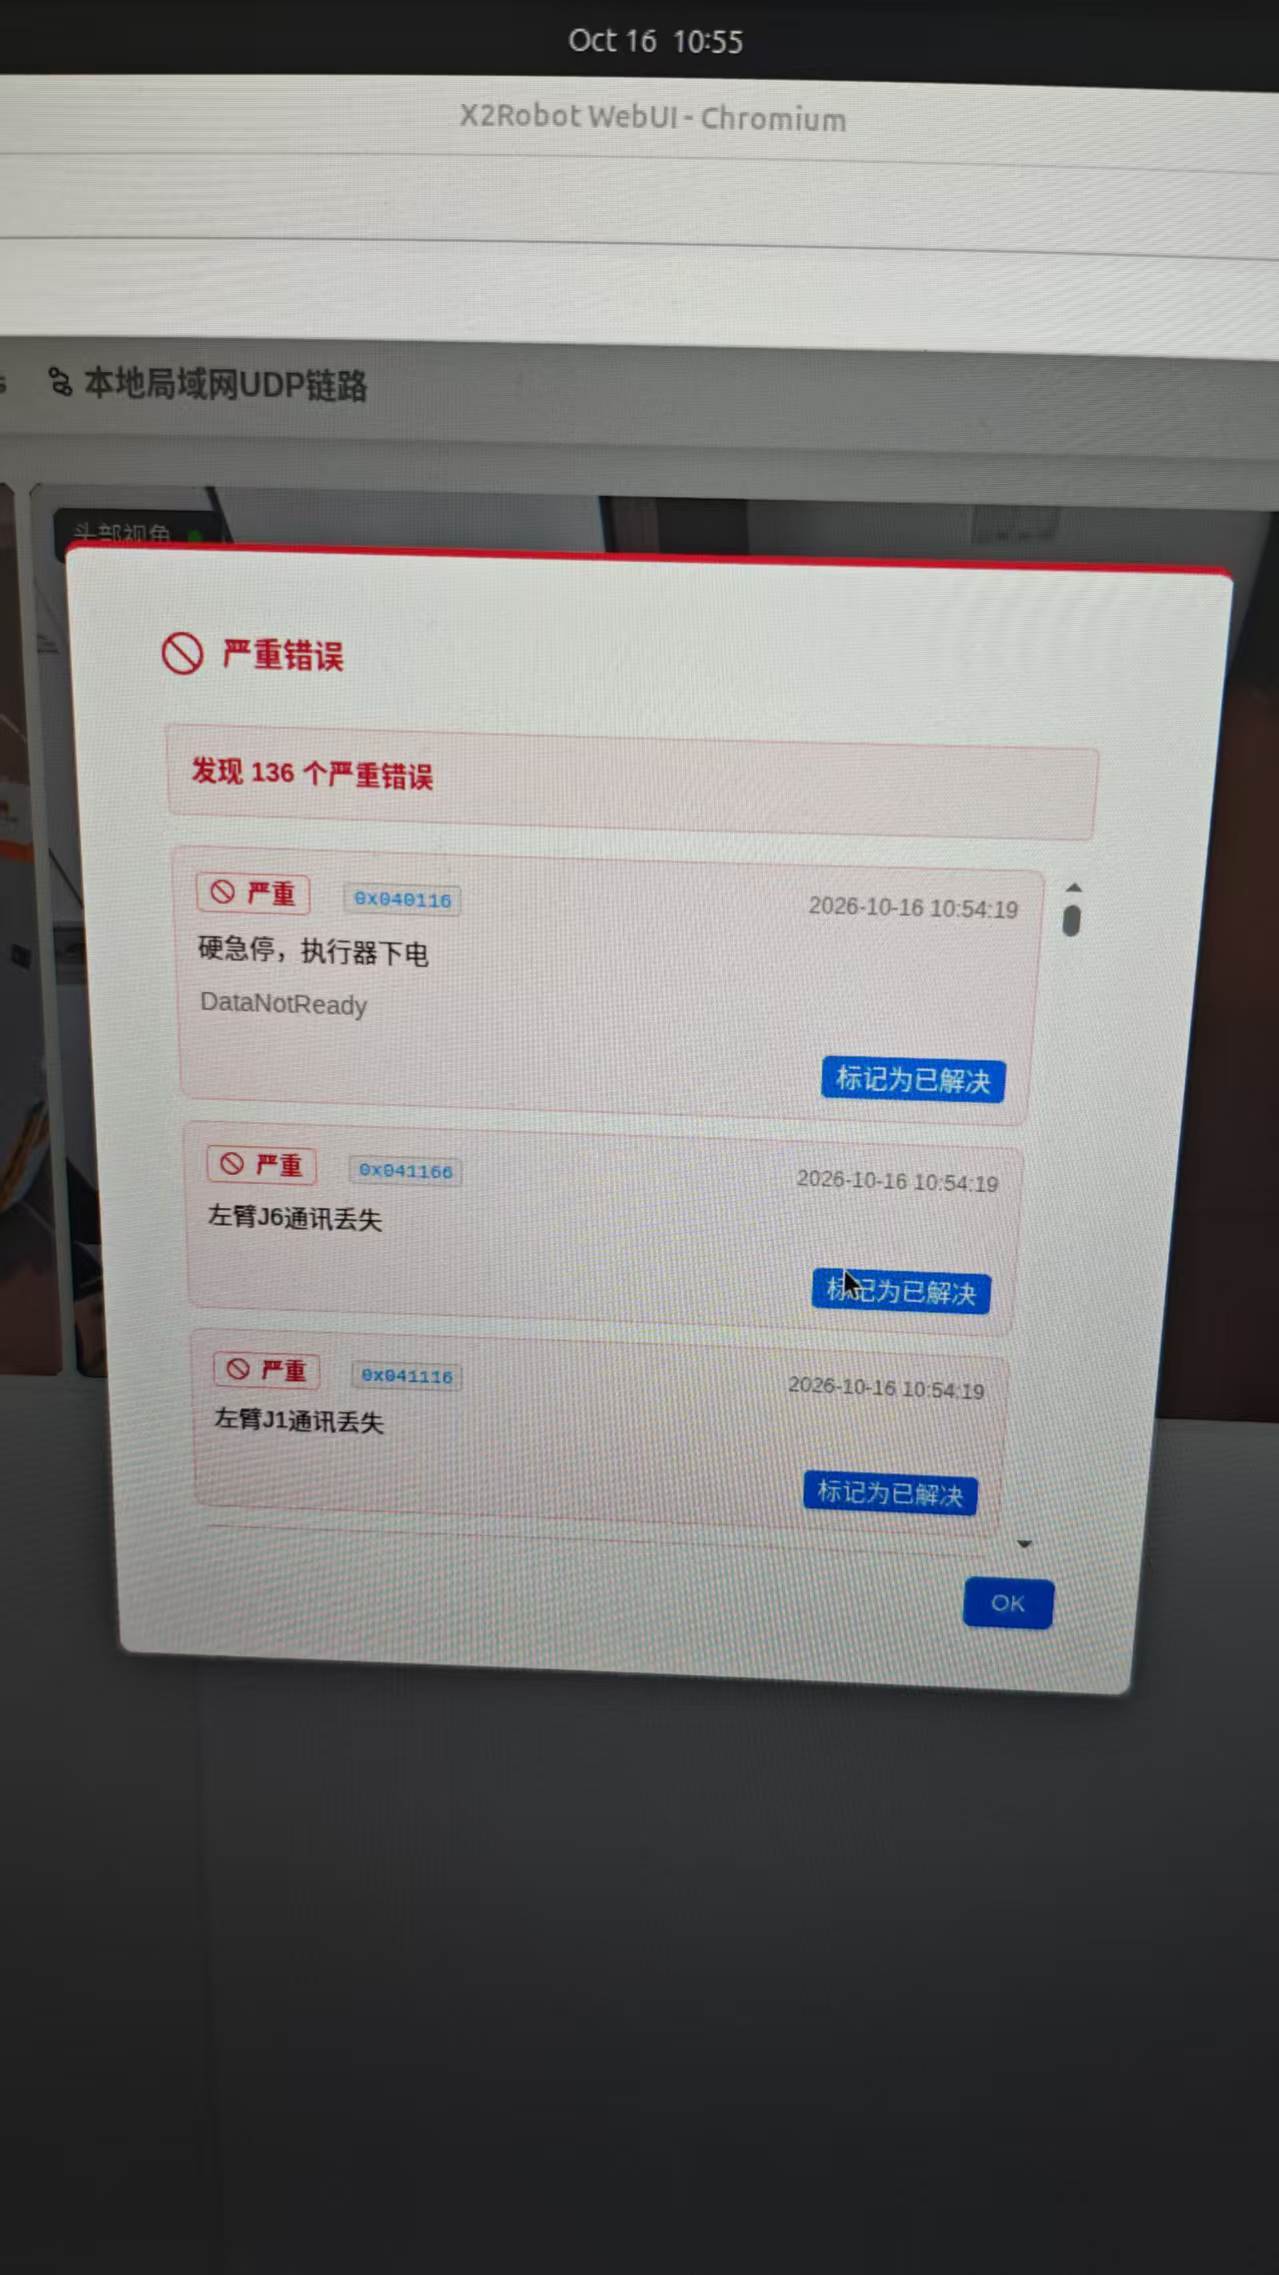 Oct 16 10:55
X2Robot WebUI - Chromium
s 本地局域网UDP链路
头部视角
严重错误
发现 136 个严重错误
严重 0x040116 2026-10-16 10:54:19
硬急停，执行器下电
DataNotReady
标记为已解决
严重 0x041166 2026-10-16 10:54:19
左臂J6通讯丢失
标记为已解决
严重 0x041116 2026-10-16 10:54:19
左臂J1通讯丢失
标记为已解决
OK